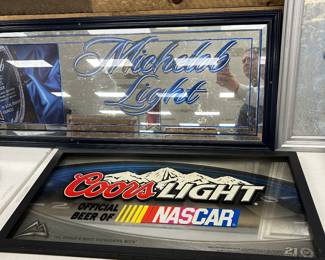 Michelob
Light
Coors LIGHT
OFFICIAL
BEER OF NASCAR
21